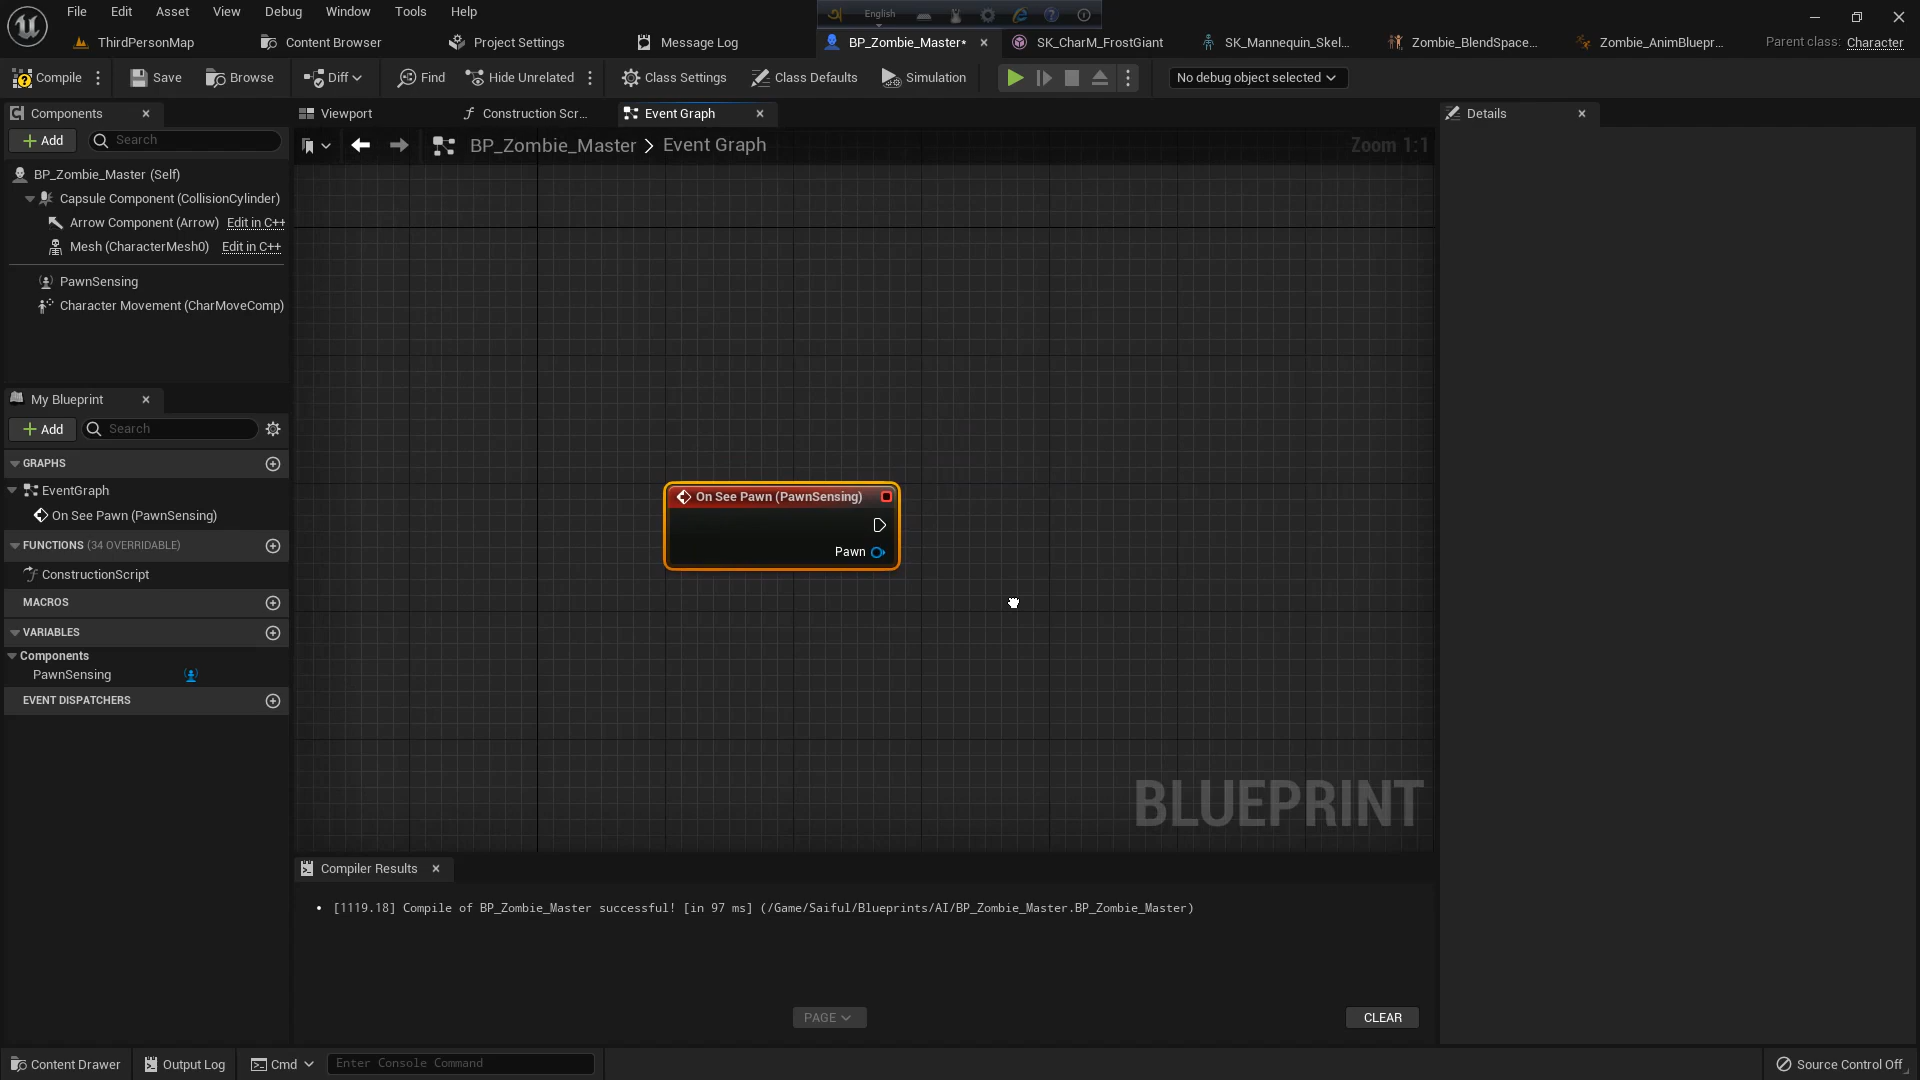 File Edit Asset View Debug Window Tools Help English
ThirdPersonMap Content Browser Project Settings Message Log BP_Zombie_Master* SK_CharM_FrostGiant SK_Mannequin_Skel... Zombie_BlendSpace... Zombie_AnimBluepr... Parent class: Character
Compile Save Browse Diff Find Hide Unrelated Class Settings Class Defaults Simulation No debug object selected
Components Viewport Construction Scr... Event Graph Details
Add Search BP_Zombie_Master > Event Graph Zoom 1:1
BP_Zombie_Master (Self)
Capsule Component (CollisionCylinder)
Arrow Component (Arrow) Edit in C++
Mesh (CharacterMesh0) Edit in C++
PawnSensing
Character Movement (CharMoveComp)
My Blueprint
Add Search
GRAPHS
EventGraph
On See Pawn (PawnSensing)
FUNCTIONS (34 OVERRIDABLE)
ConstructionScript
MACROS
VARIABLES
Components
PawnSensing
EVENT DISPATCHERS
On See Pawn (PawnSensing)
Pawn
BLUEPRINT
Compiler Results
• [1119.18] Compile of BP_Zombie_Master successful! [in 97 ms] (/Game/Saiful/Blueprints/AI/BP_Zombie_Master.BP_Zombie_Master)
PAGE CLEAR
Content Drawer Output Log Cmd Enter Console Command Source Control Off